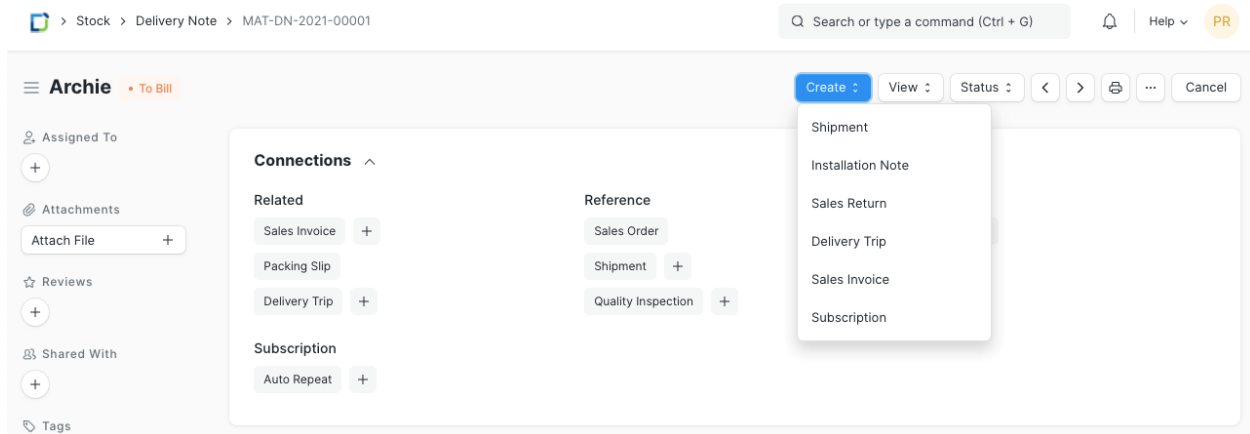 Stock > Delivery Note > MAT-DN-2021-00001
Search or type a command (Ctrl + G)
Help
PR
Archie
• To Bill
Create
View
Status
Cancel
Shipment
Installation Note
Sales Return
Delivery Trip
Sales Invoice
Subscription
Assigned To
Attachments
Attach File
Reviews
Shared With
Tags
Connections
Related
Sales Invoice
Packing Slip
Delivery Trip
Reference
Sales Order
Shipment
Quality Inspection
Subscription
Auto Repeat